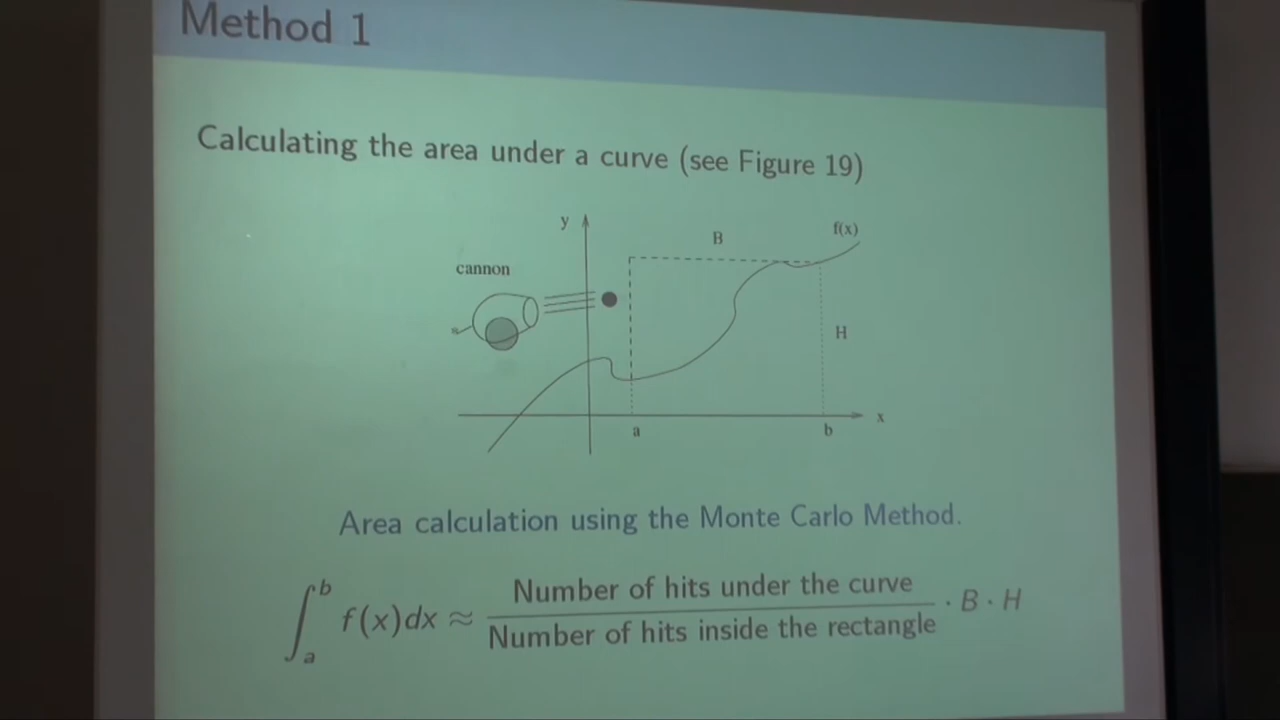 Method 1
Calculating the area under a curve (see Figure 19)
y
B
f(x)
cannon
H
x
a
b
Area calculation using the Monte Carlo Method.
∫_a^b f(x)dx ≈ Number of hits under the curve / Number of hits inside the rectangle · B · H